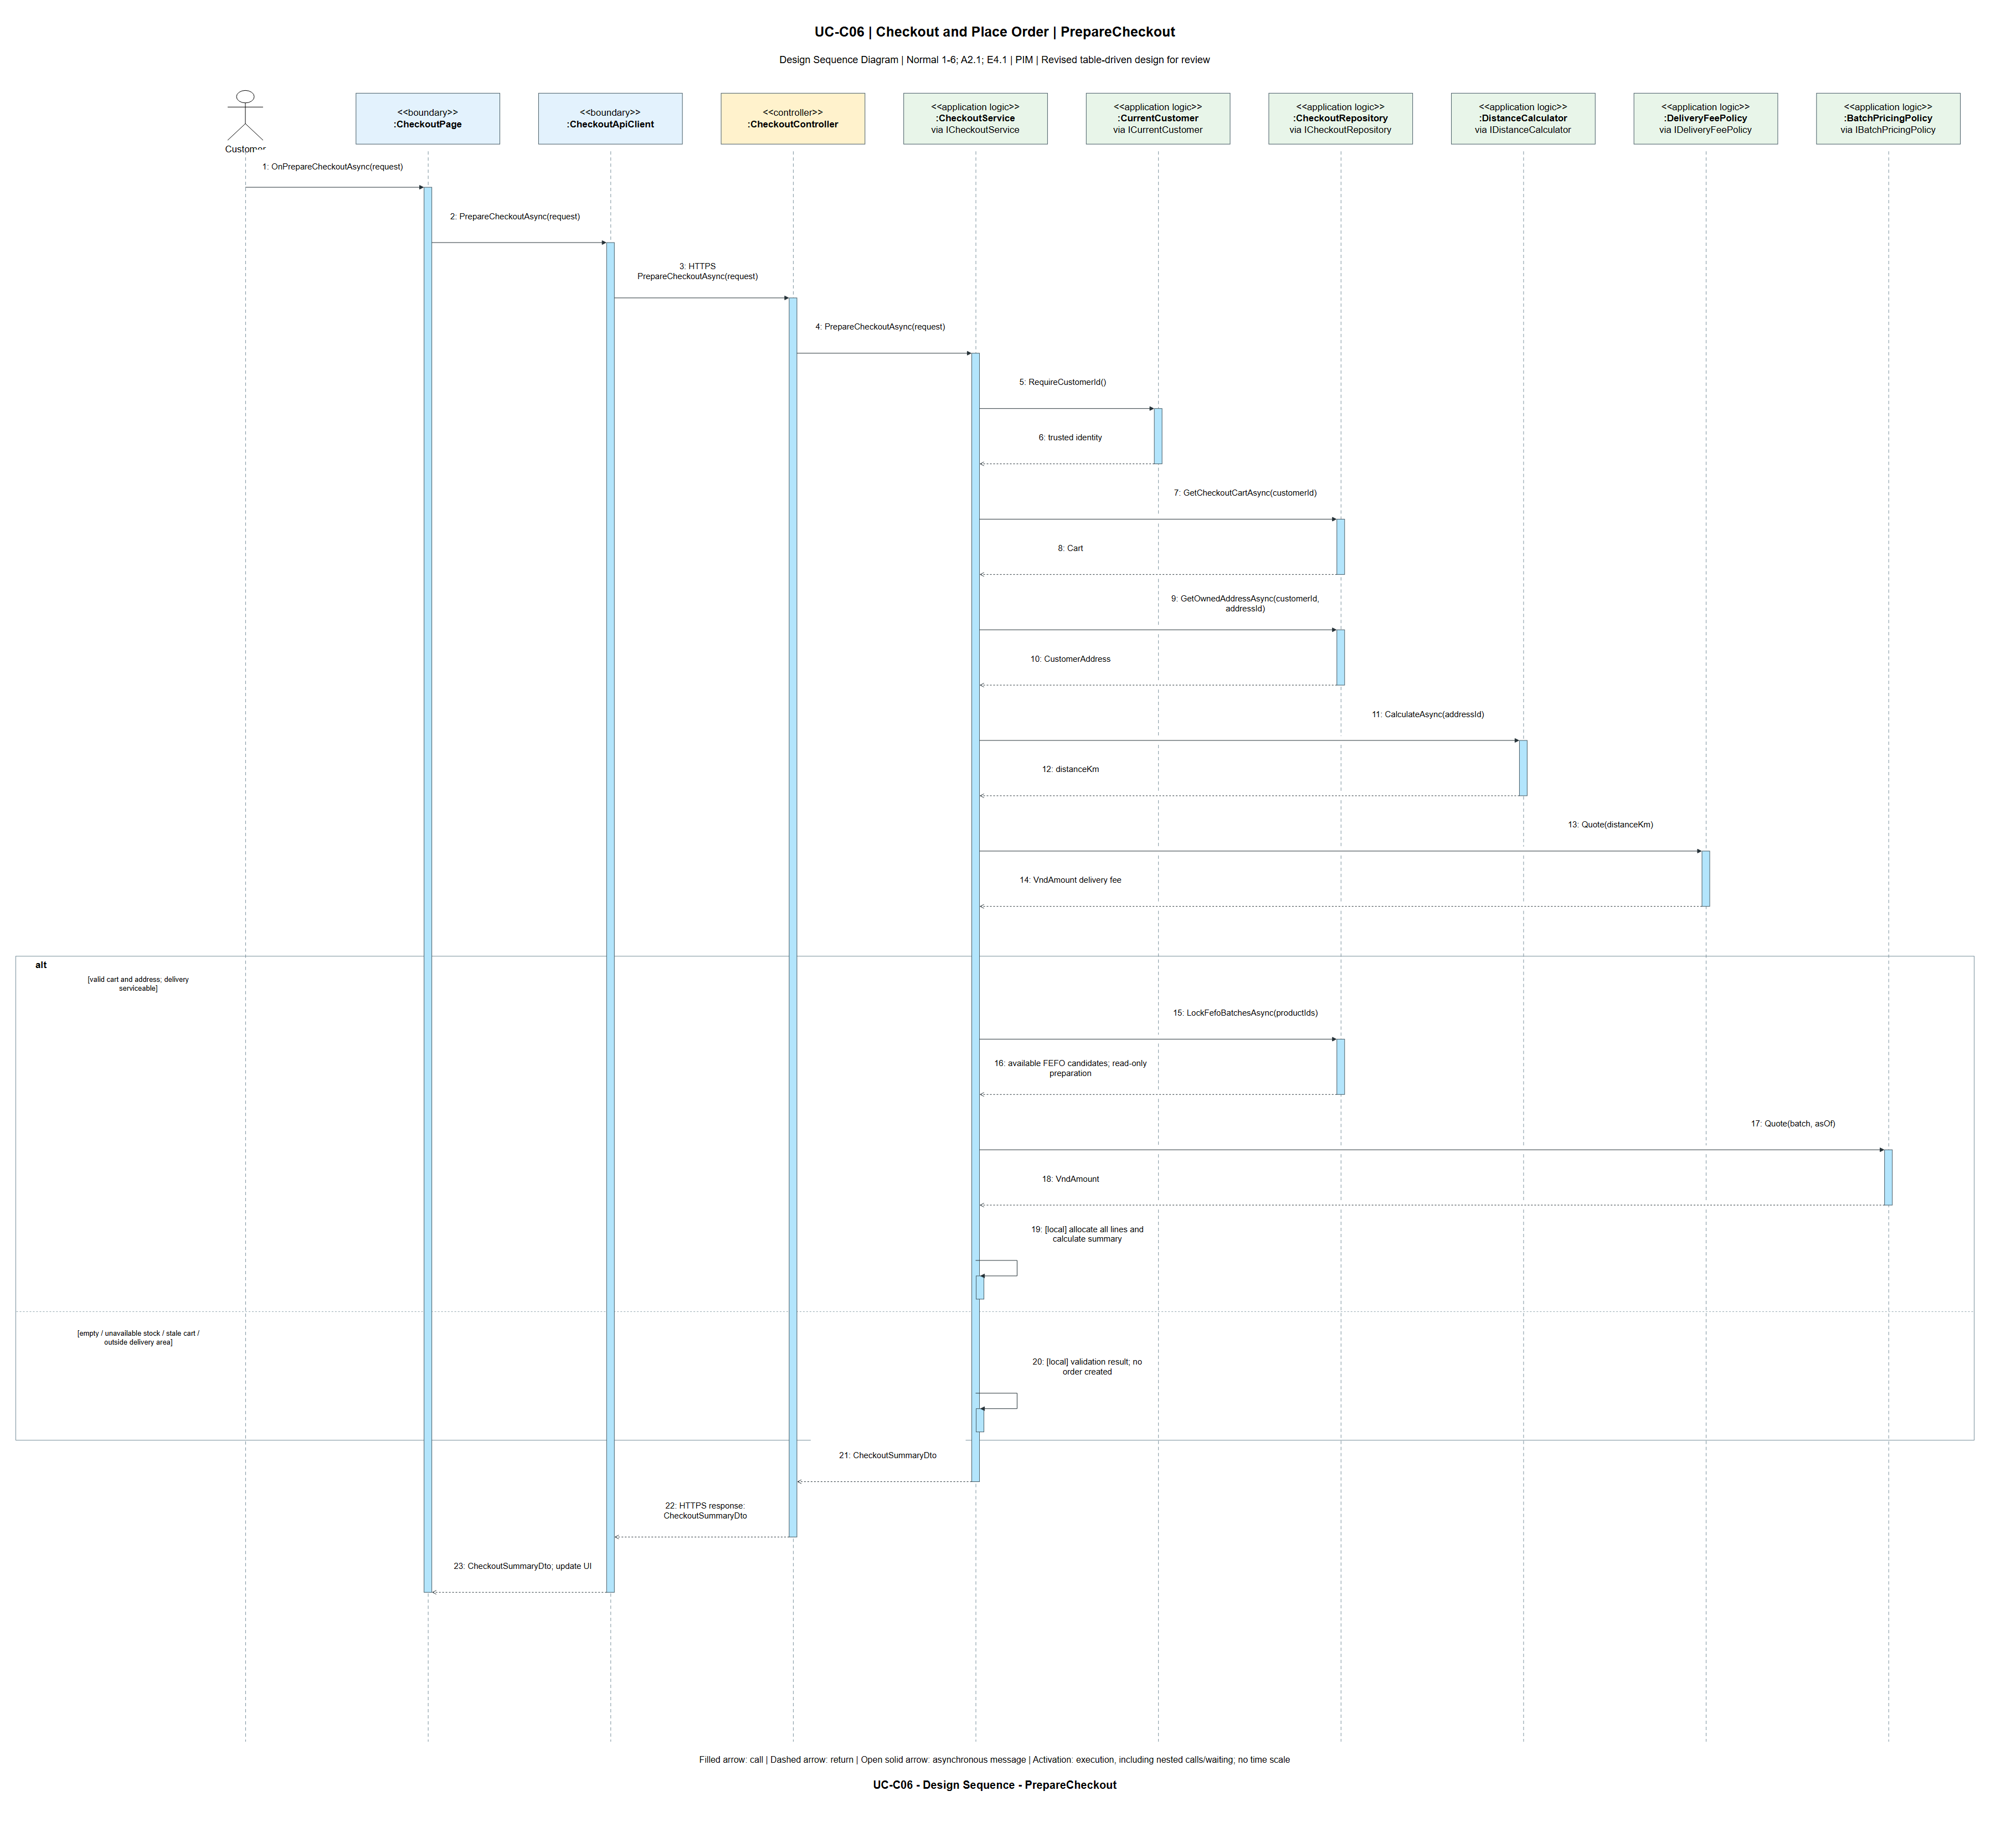 UC-C06 | Checkout and Place Order | PrepareCheckout
Design Sequence Diagram | Normal 1-6; A2.1; E4.1 | PIM | Revised table-driven design for review
Customer
<<boundary>>
:CheckoutPage
<<boundary>>
:CheckoutApiClient
<<controller>>
:CheckoutController
<<application logic>>
:CheckoutService
via ICheckoutService
<<application logic>>
:CurrentCustomer
via ICurrentCustomer
<<application logic>>
:CheckoutRepository
via ICheckoutRepository
<<application logic>>
:DistanceCalculator
via IDistanceCalculator
<<application logic>>
:DeliveryFeePolicy
via IDeliveryFeePolicy
<<application logic>>
:BatchPricingPolicy
via IBatchPricingPolicy
1: OnPrepareCheckoutAsync(request)
2: PrepareCheckoutAsync(request)
3: HTTPS
PrepareCheckoutAsync(request)
4: PrepareCheckoutAsync(request)
5: RequireCustomerId()
6: trusted identity
7: GetCheckoutCartAsync(customerId)
8: Cart
9: GetOwnedAddressAsync(customerId,
addressId)
10: CustomerAddress
11: CalculateAsync(addressId)
12: distanceKm
13: Quote(distanceKm)
14: VndAmount delivery fee
alt
[valid cart and address; delivery
serviceable]
15: LockFefoBatchesAsync(productIds)
16: available FEFO candidates; read-only
preparation
17: Quote(batch, asOf)
18: VndAmount
19: [local] allocate all lines and
calculate summary
[empty / unavailable stock / stale cart /
outside delivery area]
20: [local] validation result; no
order created
21: CheckoutSummaryDto
22: HTTPS response:
CheckoutSummaryDto
23: CheckoutSummaryDto; update UI
Filled arrow: call | Dashed arrow: return | Open solid arrow: asynchronous message | Activation: execution, including nested calls/waiting; no time scale
UC-C06 - Design Sequence - PrepareCheckout